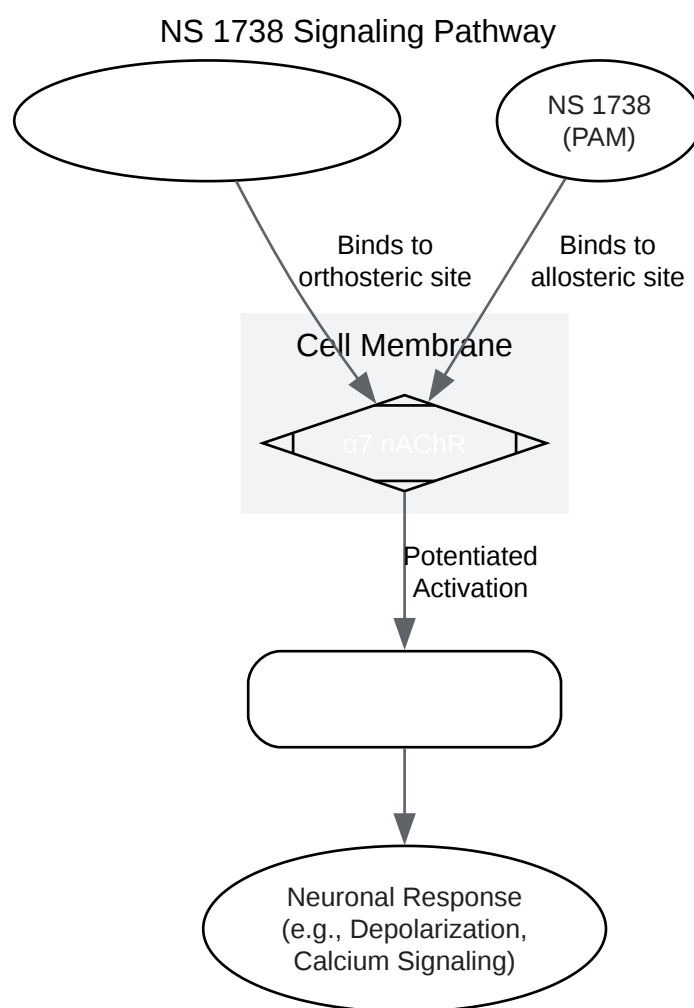 NS 1738 Signaling Pathway
NS 1738
(PAM)
Binds to
orthosteric site
Binds to
allosteric site
Cell Membrane
α7 nAChR
Potentiated
Activation
Neuronal Response
(e.g., Depolarization,
Calcium Signaling)